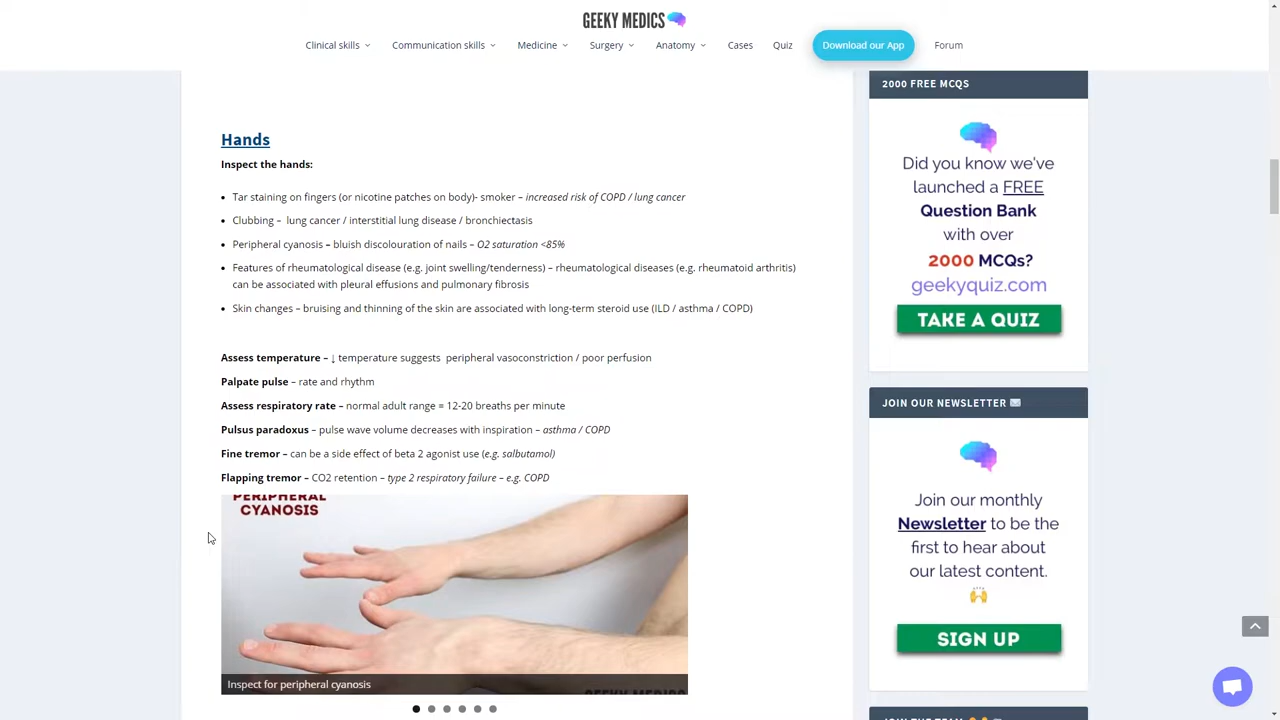 GEEKY MEDICS
Clinical skills
Communication skills
Medicine
Surgery
Anatomy
Cases
Quiz
Download our App
Forum
Hands
Inspect the hands:
Tar staining on fingers (or nicotine patches on body)- smoker – increased risk of COPD / lung cancer
Clubbing – lung cancer / interstitial lung disease / bronchiectasis
Peripheral cyanosis – bluish discolouration of nails – O2 saturation <85%
Features of rheumatological disease (e.g. joint swelling/tenderness) – rheumatological diseases (e.g. rheumatoid arthritis)
can be associated with pleural effusions and pulmonary fibrosis
Skin changes – bruising and thinning of the skin are associated with long-term steroid use (ILD / asthma / COPD)
Assess temperature – ↓ temperature suggests peripheral vasoconstriction / poor perfusion
Palpate pulse – rate and rhythm
Assess respiratory rate – normal adult range = 12-20 breaths per minute
Pulsus paradoxus – pulse wave volume decreases with inspiration – asthma / COPD
Fine tremor – can be a side effect of beta 2 agonist use (e.g. salbutamol)
Flapping tremor – CO2 retention – type 2 respiratory failure – e.g. COPD
PERIPHERAL
CYANOSIS
Inspect for peripheral cyanosis
GEEKY MEDICS
2000 FREE MCQS
Did you know we've
launched a FREE
Question Bank
with over
2000 MCQs?
geekyquiz.com
TAKE A QUIZ
JOIN OUR NEWSLETTER
Join our monthly
Newsletter to be the
first to hear about
our latest content.
SIGN UP
JOIN THE TEAM